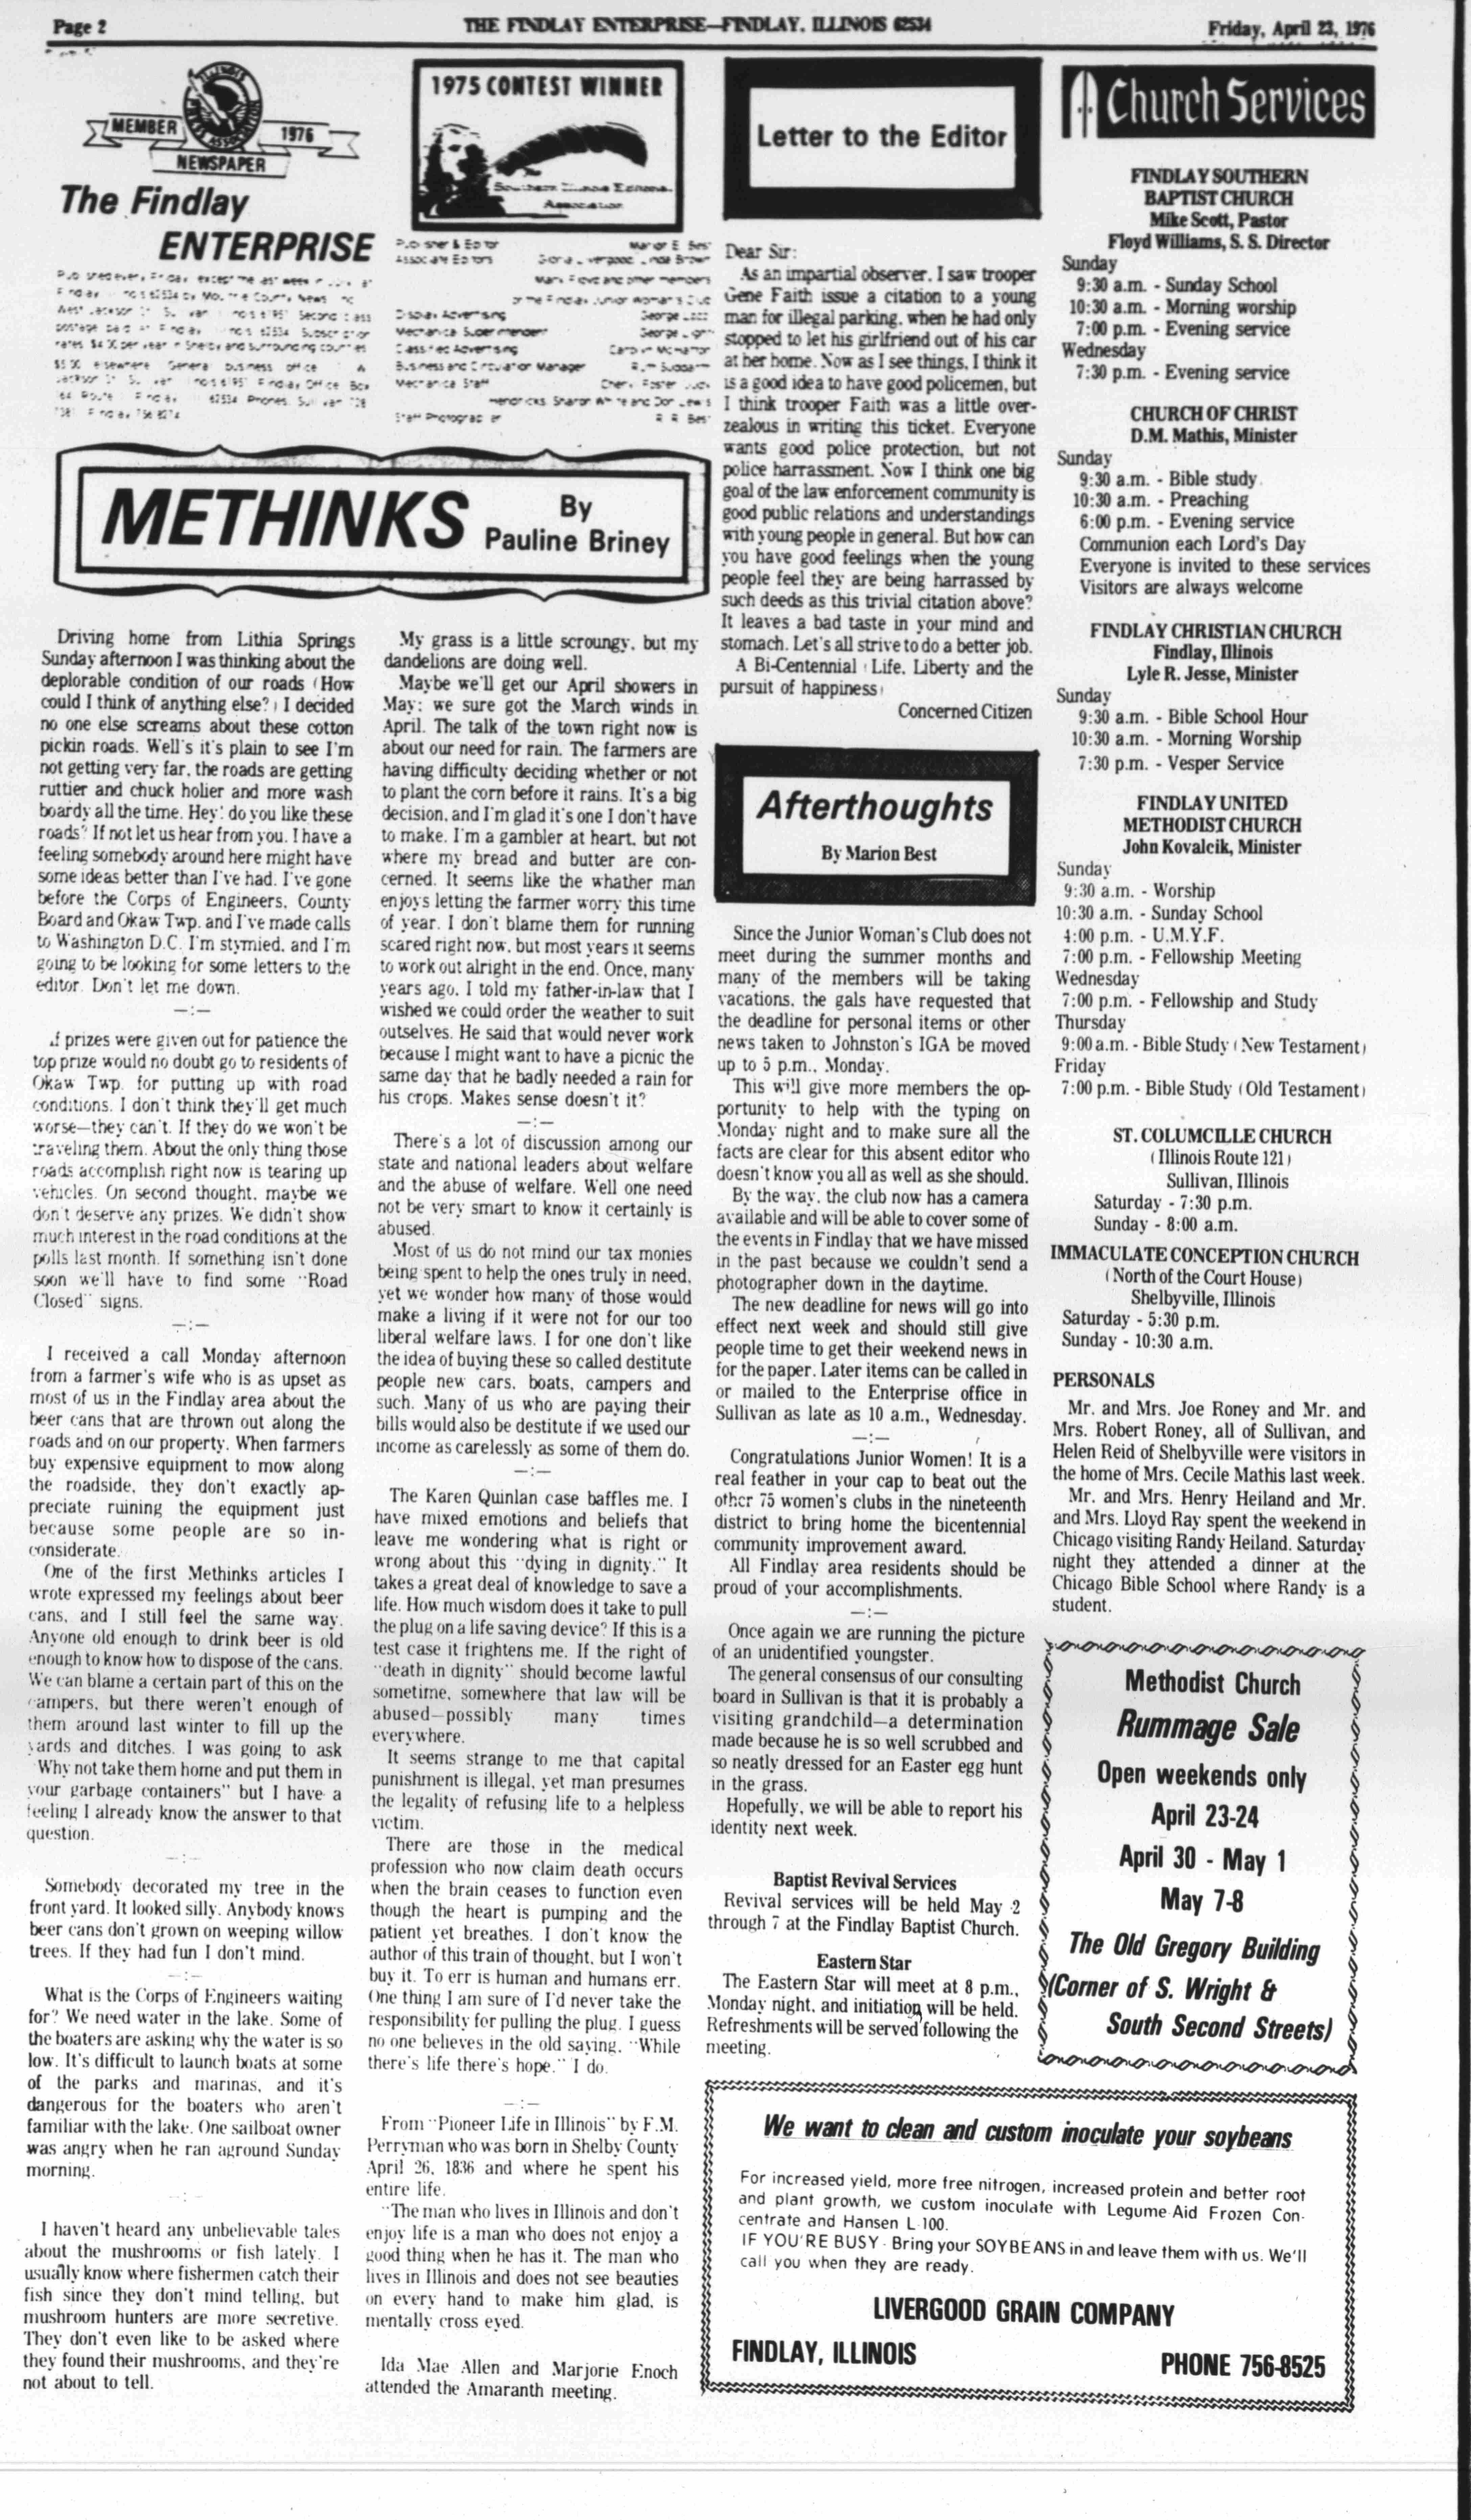 Page 2
THE FINDLAY ENTERPRISE—FINDLAY, ILLINOIS 62534
Friday, April 23, 1976
MEMBER
1976
NEWSPAPER
The Findlay
ENTERPRISE
1975 CONTEST WINNER
Southern Illinois Editorial
Association
Publisher & Editor
Marion E. Best
Associate Editors
Mary Floyd and other members
of the Findlay Junior Woman's Club
Display Advertising
Mechanical Superintendent
Classified Advertising
Business and Circulation Manager
Mechanical Staff
Hendricks, Sharon White and Don Lewis
Staff Photographer
R. R. Best
METHINKS
By
Pauline Briney
Driving home from Lithia Springs
Sunday afternoon I was thinking about the
deplorable condition of our roads (How
could I think of anything else?) I decided
no one else screams about these cotton
pickin roads. Well's it's plain to see I'm
not getting very far, the roads are getting
ruttier and chuck holier and more wash
boardy all the time. Hey! do you like these
roads? If not let us hear from you. I have a
feeling somebody around here might have
some ideas better than I've had. I've gone
before the Corps of Engineers, County
Board and Okaw Twp. and I've made calls
to Washington D.C. I'm stymied, and I'm
going to be looking for some letters to the
editor. Don't let me down.
—:—
If prizes were given out for patience the
top prize would no doubt go to residents of
Okaw Twp. for putting up with road
conditions. I don't think they'll get much
worse—they can't. If they do we won't be
traveling them. About the only thing those
roads accomplish right now is tearing up
vehicles. On second thought, maybe we
don't deserve any prizes. We didn't show
much interest in the road conditions at the
polls last month. If something isn't done
soon we'll have to find some "Road
Closed" signs.
—:—
I received a call Monday afternoon
from a farmer's wife who is as upset as
most of us in the Findlay area about the
beer cans that are thrown out along the
roads and on our property. When farmers
buy expensive equipment to mow along
the roadside, they don't exactly ap-
preciate ruining the equipment just
because some people are so in-
considerate.
One of the first Methinks articles I
wrote expressed my feelings about beer
cans, and I still feel the same way.
Anyone old enough to drink beer is old
enough to know how to dispose of the cans.
We can blame a certain part of this on the
campers, but there weren't enough of
them around last winter to fill up the
yards and ditches. I was going to ask
"Why not take them home and put them in
your garbage containers" but I have a
feeling I already know the answer to that
question.
—:—
Somebody decorated my tree in the
front yard. It looked silly. Anybody knows
beer cans don't grown on weeping willow
trees. If they had fun I don't mind.
—:—
What is the Corps of Engineers waiting
for? We need water in the lake. Some of
the boaters are asking why the water is so
low. It's difficult to launch boats at some
of the parks and marinas, and it's
dangerous for the boaters who aren't
familiar with the lake. One sailboat owner
was angry when he ran aground Sunday
morning.
—:—
I haven't heard any unbelievable tales
about the mushrooms or fish lately. I
usually know where fishermen catch their
fish since they don't mind telling, but
mushroom hunters are more secretive.
They don't even like to be asked where
they found their mushrooms, and they're
not about to tell.
My grass is a little scroungy, but my
dandelions are doing well.
Maybe we'll get our April showers in
May; we sure got the March winds in
April. The talk of the town right now is
about our need for rain. The farmers are
having difficulty deciding whether or not
to plant the corn before it rains. It's a big
decision, and I'm glad it's one I don't have
to make. I'm a gambler at heart, but not
where my bread and butter are con-
cerned. It seems like the whather man
enjoys letting the farmer worry this time
of year. I don't blame them for running
scared right now, but most years it seems
to work out alright in the end. Once, many
years ago, I told my father-in-law that I
wished we could order the weather to suit
outselves. He said that would never work
because I might want to have a picnic the
same day that he badly needed a rain for
his crops. Makes sense doesn't it?
—:—
There's a lot of discussion among our
state and national leaders about welfare
and the abuse of welfare. Well one need
not be very smart to know it certainly is
abused.
Most of us do not mind our tax monies
being spent to help the ones truly in need,
yet we wonder how many of those would
make a living if it were not for our too
liberal welfare laws. I for one don't like
the idea of buying these so called destitute
people new cars, boats, campers and
such. Many of us who are paying their
bills would also be destitute if we used our
income as carelessly as some of them do.
—:—
The Karen Quinlan case baffles me. I
have mixed emotions and beliefs that
leave me wondering what is right or
wrong about this "dying in dignity." It
takes a great deal of knowledge to save a
life. How much wisdom does it take to pull
the plug on a life saving device? If this is a
test case it frightens me. If the right of
"death in dignity" should become lawful
sometime, somewhere that law will be
abused—possibly many times
everywhere.
It seems strange to me that capital
punishment is illegal, yet man presumes
the legality of refusing life to a helpless
victim.
There are those in the medical
profession who now claim death occurs
when the brain ceases to function even
though the heart is pumping and the
patient yet breathes. I don't know the
author of this train of thought, but I won't
buy it. To err is human and humans err.
One thing I am sure of I'd never take the
responsibility for pulling the plug. I guess
no one believes in the old saying, "While
there's life there's hope." I do.
—:—
From "Pioneer Life in Illinois" by F.M.
Perryman who was born in Shelby County
April 26, 1836 and where he spent his
entire life.
"The man who lives in Illinois and don't
enjoy life is a man who does not enjoy a
good thing when he has it. The man who
lives in Illinois and does not see beauties
on every hand to make him glad, is
mentally cross eyed.
Ida Mae Allen and Marjorie Enoch
attended the Amaranth meeting.
Letter to the Editor
Dear Sir:
As an impartial observer, I saw trooper
Gene Faith issue a citation to a young
man for illegal parking, when he had only
stopped to let his girlfriend out of his car
at her home. Now as I see things, I think it
is a good idea to have good policemen, but
I think trooper Faith was a little over-
zealous in writing this ticket. Everyone
wants good police protection, but not
police harrassment. Now I think one big
goal of the law enforcement community is
good public relations and understandings
with young people in general. But how can
you have good feelings when the young
people feel they are being harrassed by
such deeds as this trivial citation above?
It leaves a bad taste in your mind and
stomach. Let's all strive to do a better job.
A Bi-Centennial (Life, Liberty and the
pursuit of happiness)
Concerned Citizen
Afterthoughts
By Marion Best
Since the Junior Woman's Club does not
meet during the summer months and
many of the members will be taking
vacations, the gals have requested that
the deadline for personal items or other
news taken to Johnston's IGA be moved
up to 5 p.m., Monday.
This will give more members the op-
portunity to help with the typing on
Monday night and to make sure all the
facts are clear for this absent editor who
doesn't know you all as well as she should.
By the way, the club now has a camera
available and will be able to cover some of
the events in Findlay that we have missed
in the past because we couldn't send a
photographer down in the daytime.
The new deadline for news will go into
effect next week and should still give
people time to get their weekend news in
for the paper. Later items can be called in
or mailed to the Enterprise office in
Sullivan as late as 10 a.m., Wednesday.
—:—
Congratulations Junior Women! It is a
real feather in your cap to beat out the
other 75 women's clubs in the nineteenth
district to bring home the bicentennial
community improvement award.
All Findlay area residents should be
proud of your accomplishments.
—:—
Once again we are running the picture
of an unidentified youngster.
The general consensus of our consulting
board in Sullivan is that it is probably a
visiting grandchild—a determination
made because he is so well scrubbed and
so neatly dressed for an Easter egg hunt
in the grass.
Hopefully, we will be able to report his
identity next week.
Baptist Revival Services
Revival services will be held May 2
through 7 at the Findlay Baptist Church.
Eastern Star
The Eastern Star will meet at 8 p.m.,
Monday night, and initiation will be held.
Refreshments will be served following the
meeting.
Church Services
FINDLAY SOUTHERN
BAPTIST CHURCH
Mike Scott, Pastor
Floyd Williams, S. S. Director
Sunday
9:30 a.m. - Sunday School
10:30 a.m. - Morning worship
7:00 p.m. - Evening service
Wednesday
7:30 p.m. - Evening service
CHURCH OF CHRIST
D.M. Mathis, Minister
Sunday
9:30 a.m. - Bible study
10:30 a.m. - Preaching
6:00 p.m. - Evening service
Communion each Lord's Day
Everyone is invited to these services
Visitors are always welcome
FINDLAY CHRISTIAN CHURCH
Findlay, Illinois
Lyle R. Jesse, Minister
Sunday
9:30 a.m. - Bible School Hour
10:30 a.m. - Morning Worship
7:30 p.m. - Vesper Service
FINDLAY UNITED
METHODIST CHURCH
John Kovalcik, Minister
Sunday
9:30 a.m. - Worship
10:30 a.m. - Sunday School
4:00 p.m. - U.M.Y.F.
7:00 p.m. - Fellowship Meeting
Wednesday
7:00 p.m. - Fellowship and Study
Thursday
9:00 a.m. - Bible Study (New Testament)
Friday
7:00 p.m. - Bible Study (Old Testament)
ST. COLUMCILLE CHURCH
(Illinois Route 121)
Sullivan, Illinois
Saturday - 7:30 p.m.
Sunday - 8:00 a.m.
IMMACULATE CONCEPTION CHURCH
(North of the Court House)
Shelbyville, Illinois
Saturday - 5:30 p.m.
Sunday - 10:30 a.m.
PERSONALS
Mr. and Mrs. Joe Roney and Mr. and
Mrs. Robert Roney, all of Sullivan, and
Helen Reid of Shelbyville were visitors in
the home of Mrs. Cecile Mathis last week.
Mr. and Mrs. Henry Heiland and Mr.
and Mrs. Lloyd Ray spent the weekend in
Chicago visiting Randy Heiland. Saturday
night they attended a dinner at the
Chicago Bible School where Randy is a
student.
Methodist Church
Rummage Sale
Open weekends only
April 23-24
April 30 - May 1
May 7-8
The Old Gregory Building
(Corner of S. Wright &
South Second Streets)
We want to clean and custom inoculate your soybeans
For increased yield, more free nitrogen, increased protein and better root
and plant growth, we custom inoculate with Legume-Aid Frozen Con-
centrate and Hansen L-100.
IF YOU'RE BUSY - Bring your SOYBEANS in and leave them with us. We'll
call you when they are ready.
LIVERGOOD GRAIN COMPANY
FINDLAY, ILLINOIS
PHONE 756-8525